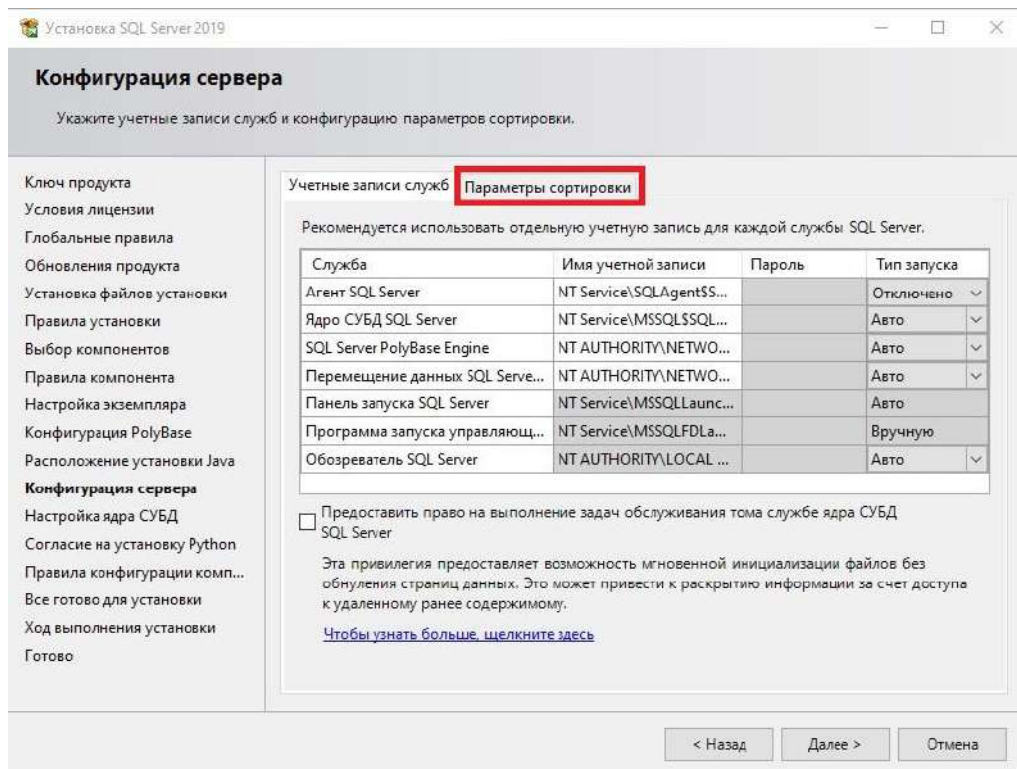 Установка SQL Server 2019
Конфигурация сервера
Укажите учетные записи служб и конфигурацию параметров сортировки.
Ключ продукта
Условия лицензии
Глобальные правила
Обновления продукта
Установка файлов установки
Правила установки
Выбор компонентов
Правила компонента
Настройка экземпляра
Конфигурация PolyBase
Расположение установки Java
Конфигурация сервера
Настройка ядра СУБД
Согласие на установку Python
Правила конфигурации комп...
Все готово для установки
Ход выполнения установки
Готово
Учетные записи служб Параметры сортировки
Рекомендуется использовать отдельную учетную запись для каждой службы SQL Server.
Служба Имя учетной записи Пароль Тип запуска
Агент SQL Server NT Service\SQLAgent$S... Отключено
Ядро СУБД SQL Server NT Service\MSSQL$SQL... Авто
SQL Server PolyBase Engine NT AUTHORITY\NETWO... Авто
Перемещение данных SQL Serve... NT AUTHORITY\NETWO... Авто
Панель запуска SQL Server NT Service\MSSQLLaunc... Авто
Программа запуска управляющ... NT Service\MSSQLFDLa... Вручную
Обозреватель SQL Server NT AUTHORITY\LOCAL ... Авто
Предоставить право на выполнение задач обслуживания тома службе ядра СУБД
SQL Server
Эта привилегия предоставляет возможность мгновенной инициализации файлов без
обнуления страниц данных. Это может привести к раскрытию информации за счет доступа
к удаленному ранее содержимому.
Чтобы узнать больше, щелкните здесь
< Назад Далее > Отмена